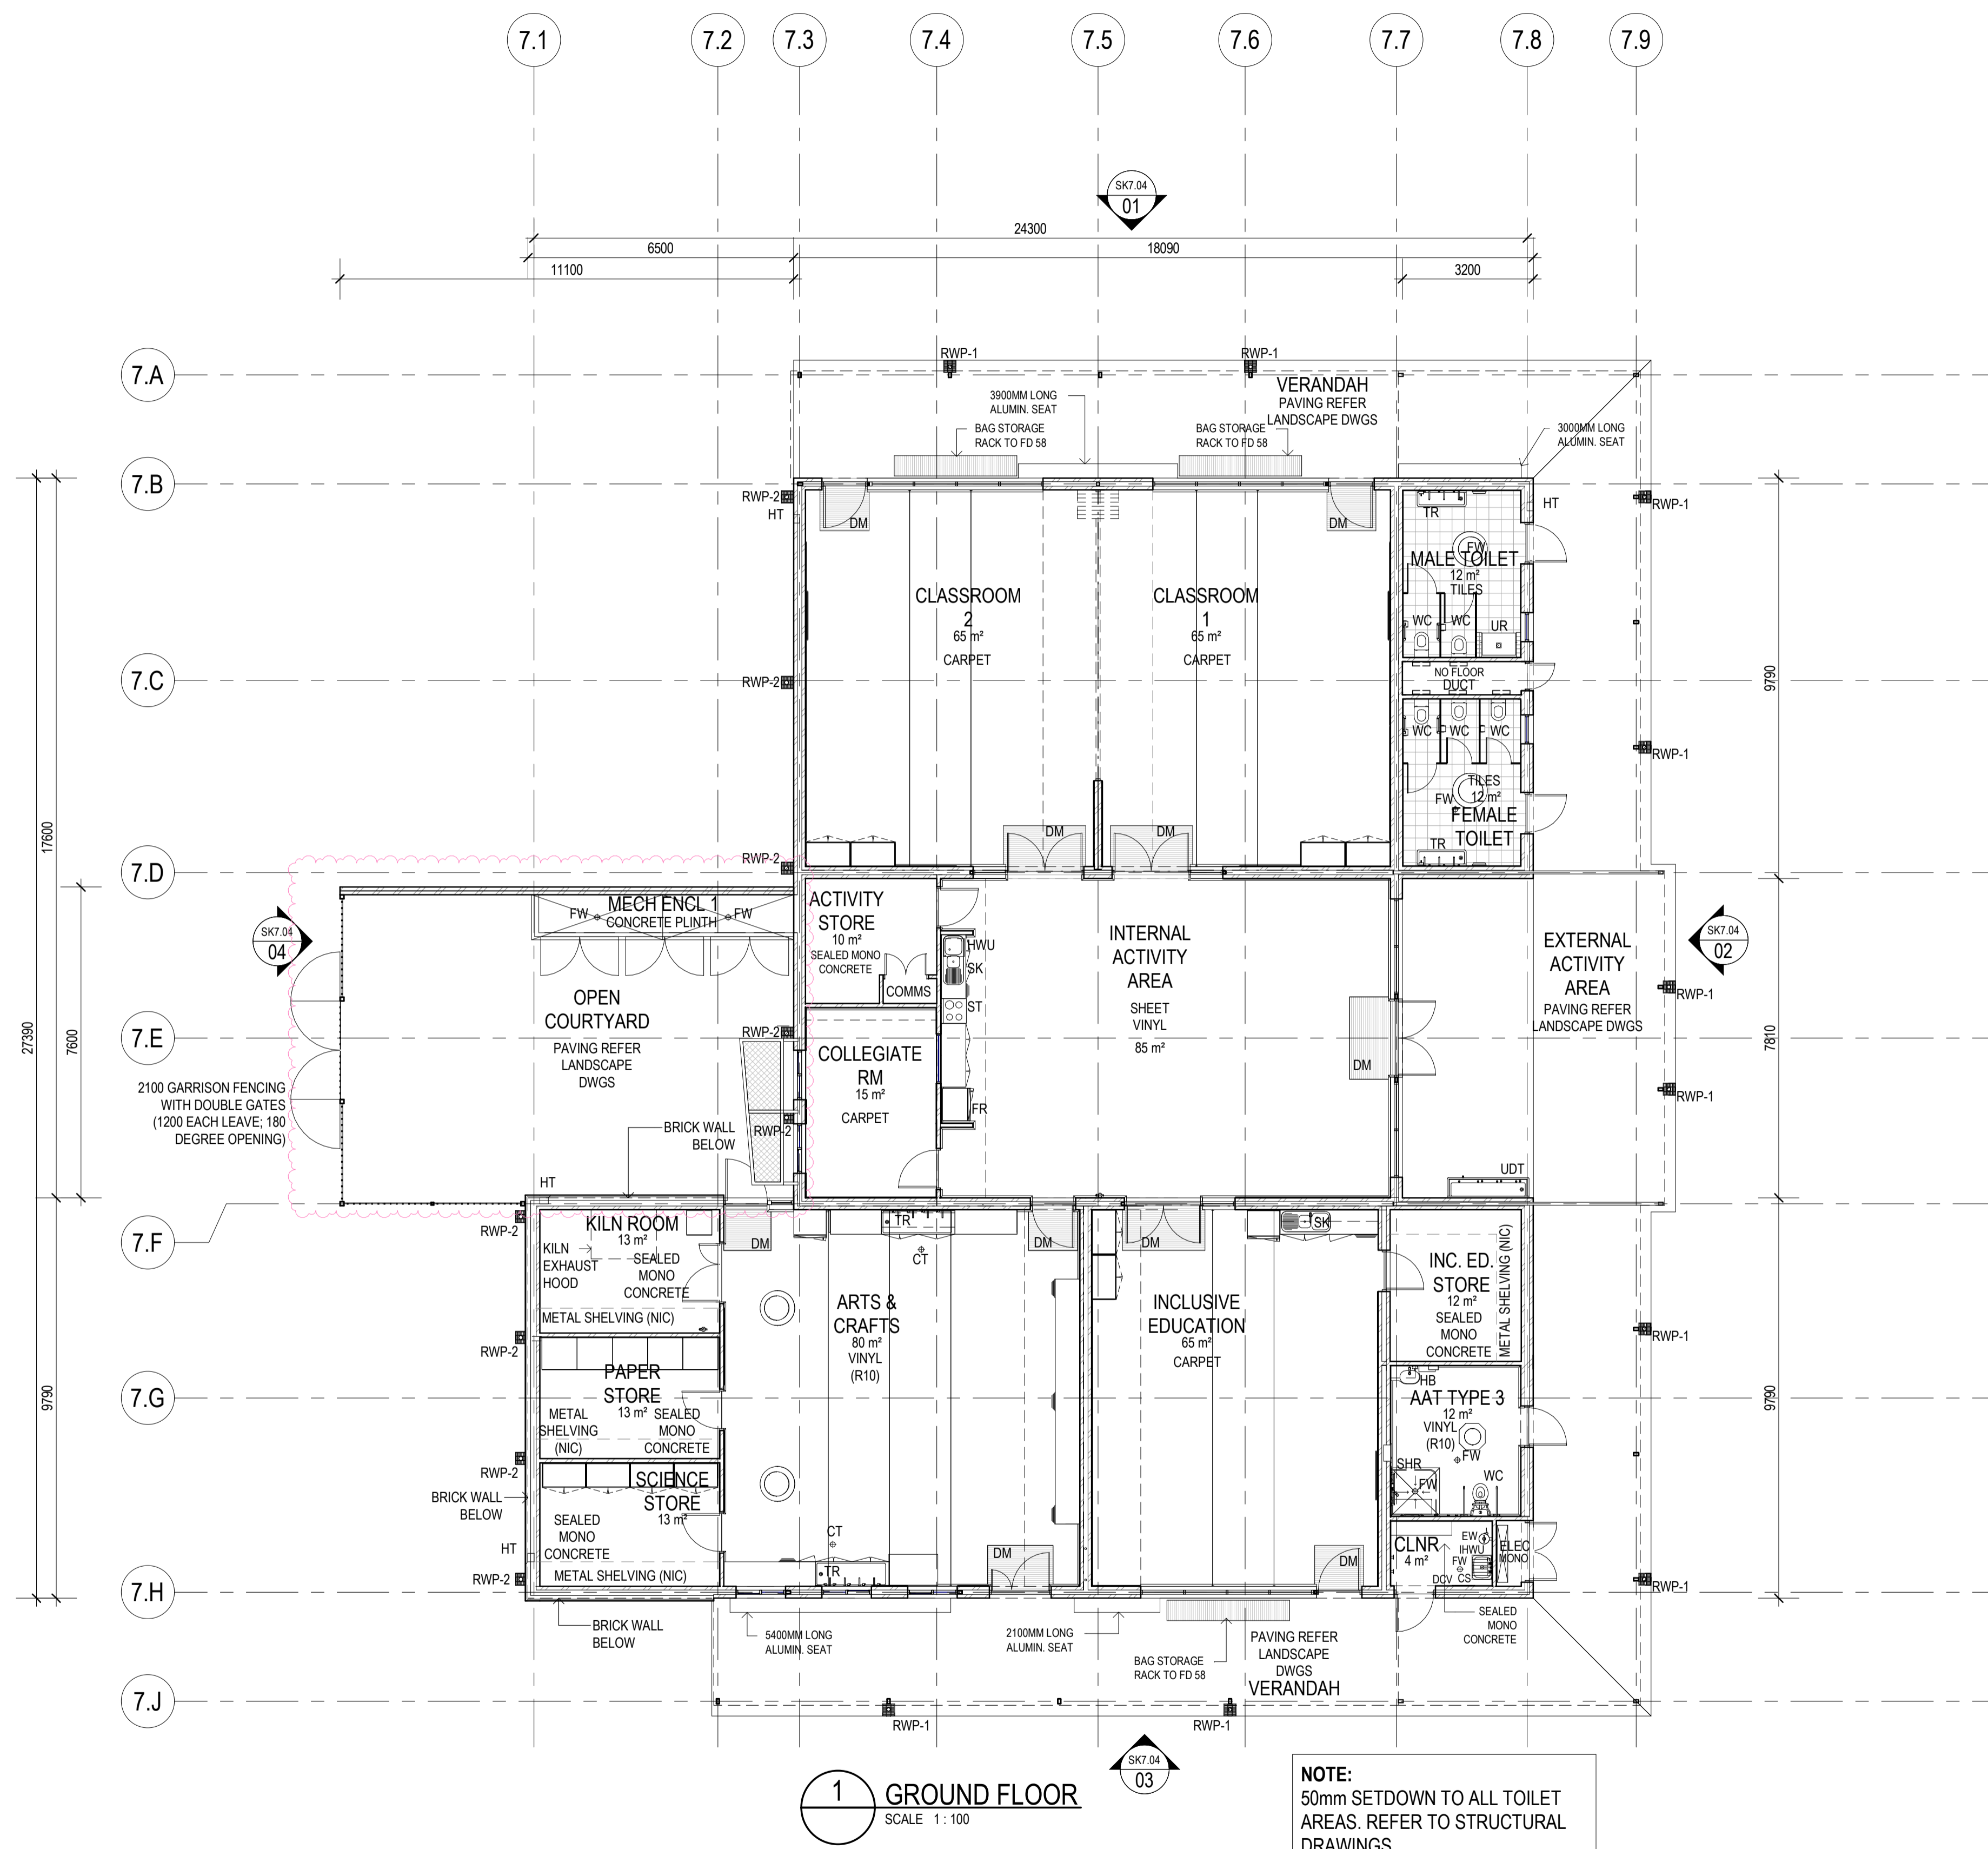 7.1
7.2
7.3
7.4
7.5
7.6
7.7
7.8
7.9
SK7.04
01
24300
6500
18090
11100
3200
7.A
RWP-1
RWP-1
VERANDAH
PAVING REFER
LANDSCAPE DWGS
3900MM LONG
ALUMIN. SEAT
BAG STORAGE
RACK TO FD 58
BAG STORAGE
RACK TO FD 58
3000MM LONG
ALUMIN. SEAT
7.B
RWP-2
HT
DM
DM
TR
HT
RWP-1
FW
MALE TOILET
12 m²
TILES
CLASSROOM
2
65 m²
CARPET
CLASSROOM
1
65 m²
CARPET
WC
WC
UR
7.C
RWP-2
NO FLOOR
DUCT
9790
WC
WC
WC
RWP-1
TILES
12 m²
FW
FEMALE
TOILET
TR
17600
DM
DM
7.D
RWP-2
MECH ENCL 1
CONCRETE PLINTH
FW
FW
ACTIVITY
STORE
10 m²
SEALED MONO
CONCRETE
COMMS
HWU
SK
ST
INTERNAL
ACTIVITY
AREA
SHEET
VINYL
85 m²
EXTERNAL
ACTIVITY
AREA
PAVING REFER
LANDSCAPE DWGS
SK7.04
04
SK7.04
02
RWP-1
OPEN
COURTYARD
PAVING REFER
LANDSCAPE
DWGS
27390
7600
7.E
RWP-2
7810
COLLEGIATE
RM
15 m²
CARPET
DM
FR
RWP-1
2100 GARRISON FENCING
WITH DOUBLE GATES
(1200 EACH LEAVE; 180
DEGREE OPENING)
BRICK WALL
BELOW
RWP-2
UDT
HT
7.F
RWP-2
KILN ROOM
13 m²
KILN
EXHAUST
HOOD
SEALED
MONO
CONCRETE
METAL SHELVING (NIC)
DM
TR
CT
DM
DM
SK
INC. ED.
STORE
12 m²
SEALED
MONO
CONCRETE
METAL SHELVING (NIC)
ARTS &
CRAFTS
80 m²
VINYL
(R10)
INCLUSIVE
EDUCATION
65 m²
CARPET
RWP-1
RWP-2
PAPER
STORE
13 m²
METAL
SHELVING
(NIC)
SEALED
MONO
CONCRETE
7.G
9790
9790
HB
AAT TYPE 3
12 m²
VINYL
(R10)
FW
SHR
FW
WC
RWP-2
BRICK WALL
BELOW
SCIENCE
STORE
13 m²
SEALED
MONO
CONCRETE
METAL SHELVING (NIC)
HT
RWP-2
CT
TR
DM
DM
CLNR
4 m²
EW
IHWU
FW
DCV
CS
ELEC
MONO
7.H
RWP-1
BRICK WALL
BELOW
5400MM LONG
ALUMIN. SEAT
2100MM LONG
ALUMIN. SEAT
BAG STORAGE
RACK TO FD 58
PAVING REFER
LANDSCAPE
DWGS
VERANDAH
SEALED
MONO
CONCRETE
7.J
RWP-1
RWP-1
SK7.04
03
1
GROUND FLOOR
SCALE 1 : 100
NOTE:
50mm SETDOWN TO ALL TOILET
AREAS. REFER TO STRUCTURAL
DRAWINGS